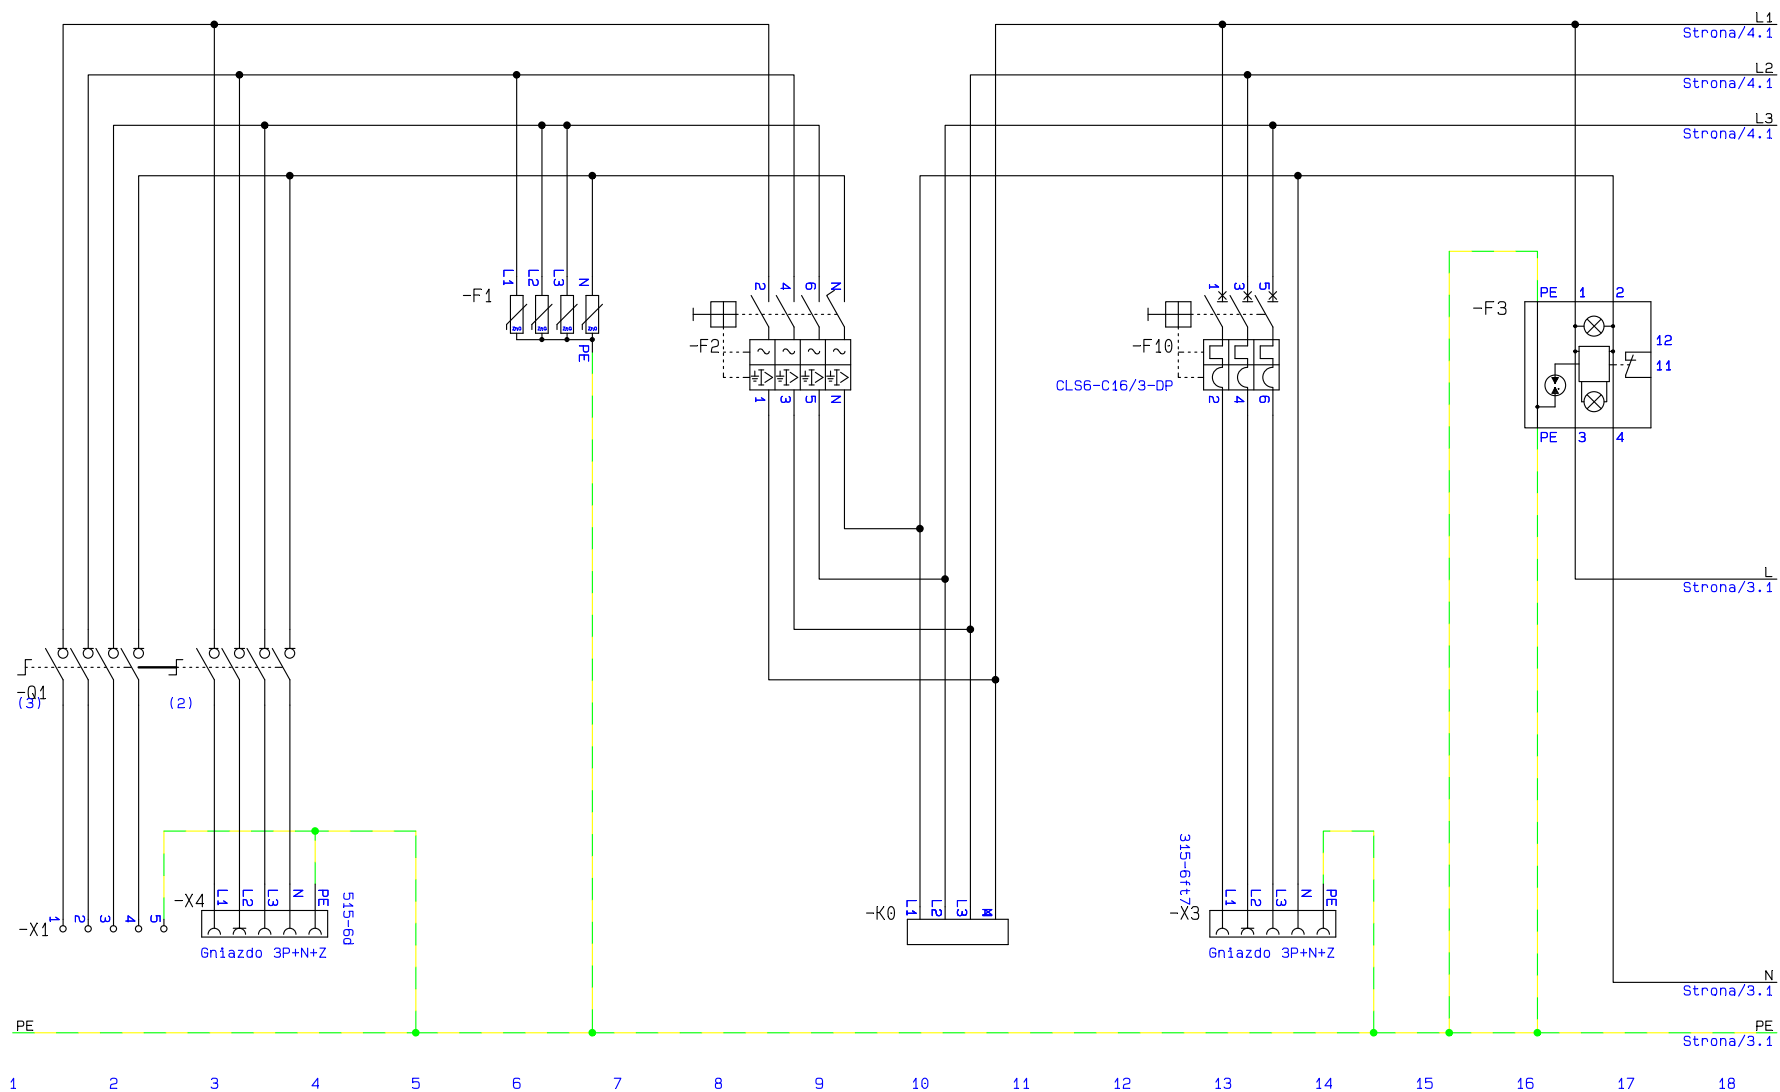 L1
Strona/4.1
L2
Strona/4.1
L3
Strona/4.1
-F1
L1
L2
L3
N
PE
-F2
2
4
6
N
1
3
5
N
-F10
CLS6-C16/3-DP
1
3
5
2
4
6
-F3
PE
1
2
12
11
PE
3
4
L
Strona/3.1
-Q1
(3)
(2)
-X1
1
2
3
4
5
-X4
L1
L2
L3
N
PE
515-6d
Gniazdo 3P+N+Z
-K0
L1
L2
L3
315-6ft7
-X3
L1
L2
L3
N
PE
Gniazdo 3P+N+Z
N
Strona/3.1
PE
PE
Strona/3.1
1 2 3 4 5 6 7 8 9 10 11 12 13 14 15 16 17 18